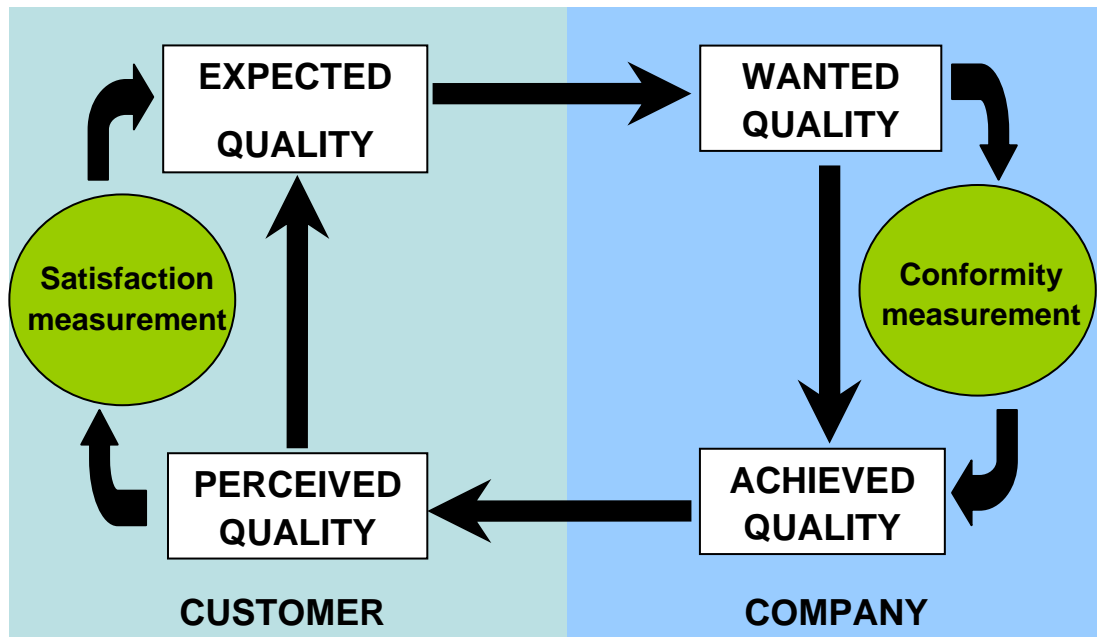 EXPECTED
QUALITY
WANTED
QUALITY
Satisfaction
measurement
Conformity
measurement
PERCEIVED
QUALITY
ACHIEVED
QUALITY
CUSTOMER
COMPANY